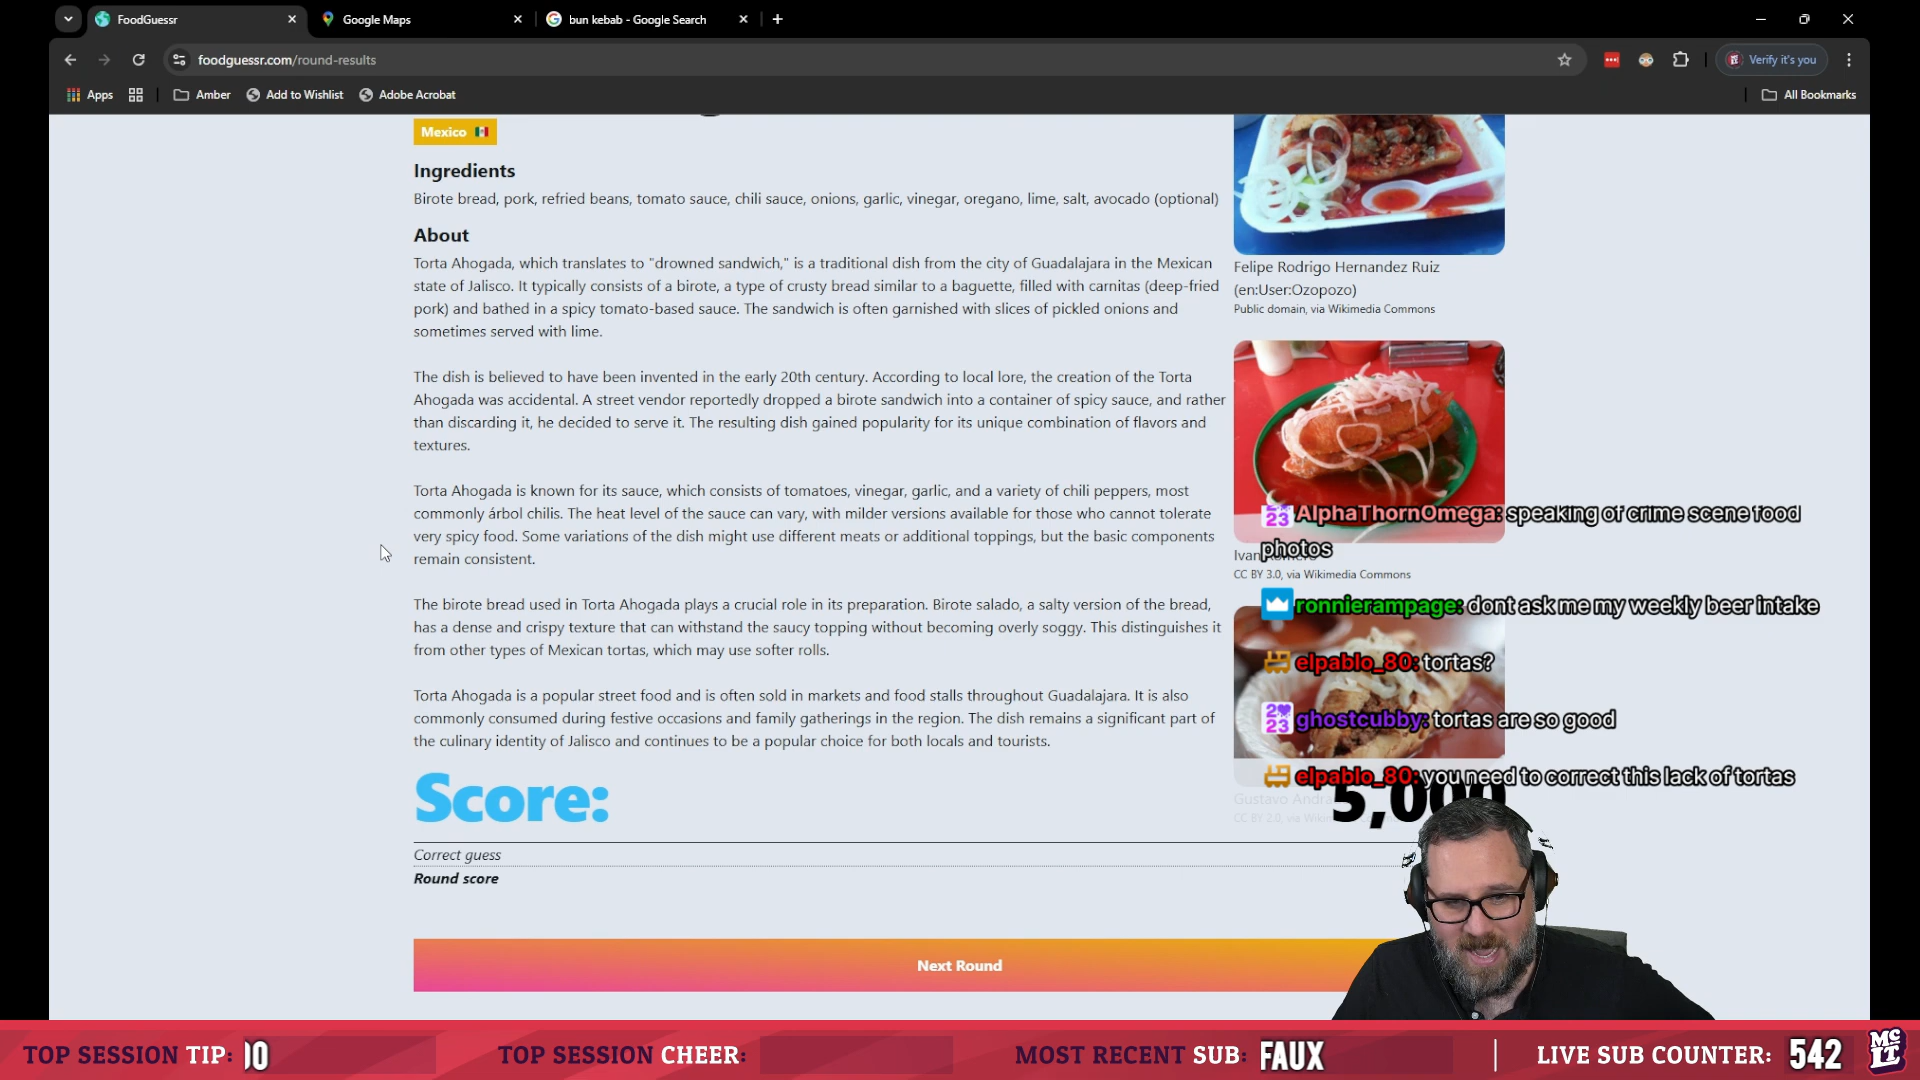 FoodGuessr
Google Maps
bun kebab - Google Search
foodguessr.com/round-results
Verify it's you
Apps
Amber
Add to Wishlist
Adobe Acrobat
All Bookmarks
Mexico
Ingredients
Birote bread, pork, refried beans, tomato sauce, chili sauce, onions, garlic, vinegar, oregano, lime, salt, avocado (optional)
About
Torta Ahogada, which translates to "drowned sandwich," is a traditional dish from the city of Guadalajara in the Mexican
state of Jalisco. It typically consists of a birote, a type of crusty bread similar to a baguette, filled with carnitas (deep-fried
pork) and bathed in a spicy tomato-based sauce. The sandwich is often garnished with slices of pickled onions and
sometimes served with lime.
The dish is believed to have been invented in the early 20th century. According to local lore, the creation of the Torta
Ahogada was accidental. A street vendor reportedly dropped a birote sandwich into a container of spicy sauce, and rather
than discarding it, he decided to serve it. The resulting dish gained popularity for its unique combination of flavors and
textures.
Torta Ahogada is known for its sauce, which consists of tomatoes, vinegar, garlic, and a variety of chili peppers, most
commonly árbol chilis. The heat level of the sauce can vary, with milder versions available for those who cannot tolerate
very spicy food. Some variations of the dish might use different meats or additional toppings, but the basic components
remain consistent.
The birote bread used in Torta Ahogada plays a crucial role in its preparation. Birote salado, a salty version of the bread,
has a dense and crispy texture that can withstand the saucy topping without becoming overly soggy. This distinguishes it
from other types of Mexican tortas, which may use softer rolls.
Torta Ahogada is a popular street food and is often sold in markets and food stalls throughout Guadalajara. It is also
commonly consumed during festive occasions and family gatherings in the region. The dish remains a significant part of
the culinary identity of Jalisco and continues to be a popular choice for both locals and tourists.
Felipe Rodrigo Hernandez Ruiz
(en:User:Ozopozo)
Public domain, via Wikimedia Commons
Ivan
CC BY 3.0, via Wikimedia Commons
Gustavo
CC BY 2.0, via
23 AlphaThornOmega: speaking of crime scene food
photos
ronnierampage: dont ask me my weekly beer intake
elpablo_80: tortas?
23 ghostcubby: tortas are so good
elpablo_80: you need to correct this lack of tortas
Score: 5,000
Correct guess
Round score
Next Round
TOP SESSION TIP:
TOP SESSION CHEER:
MOST RECENT SUB: FAUX
LIVE SUB COUNTER: 542
MC
LT